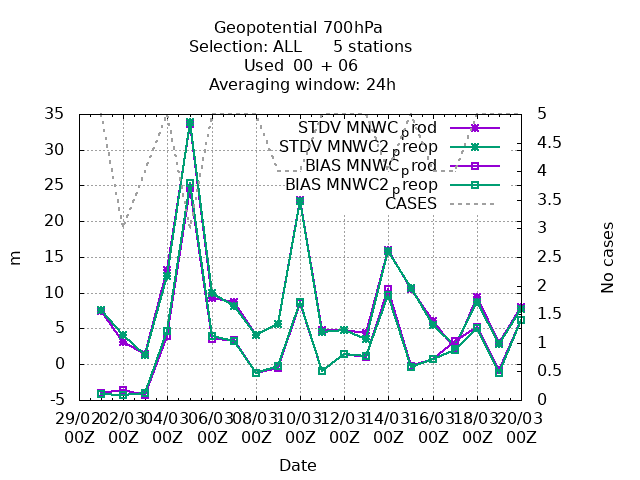 Geopotential 700hPa
Selection: ALL 5 stations
Used 00 + 06
Averaging window: 24h
35 30 25 20 15 10 5 0 -5
m
STDV MNWC_prod
STDV MNWC2_preop
BIAS MNWC_prod
BIAS MNWC2_preop
CASES
5 4.5 4 3.5 3 2.5 2 1.5 1 0.5 0
No cases
29/02 02/03 04/03 06/03 08/03 10/03 12/03 14/03 16/03 18/03 20/03
00Z 00Z 00Z 00Z 00Z 00Z 00Z 00Z 00Z 00Z 00Z
Date